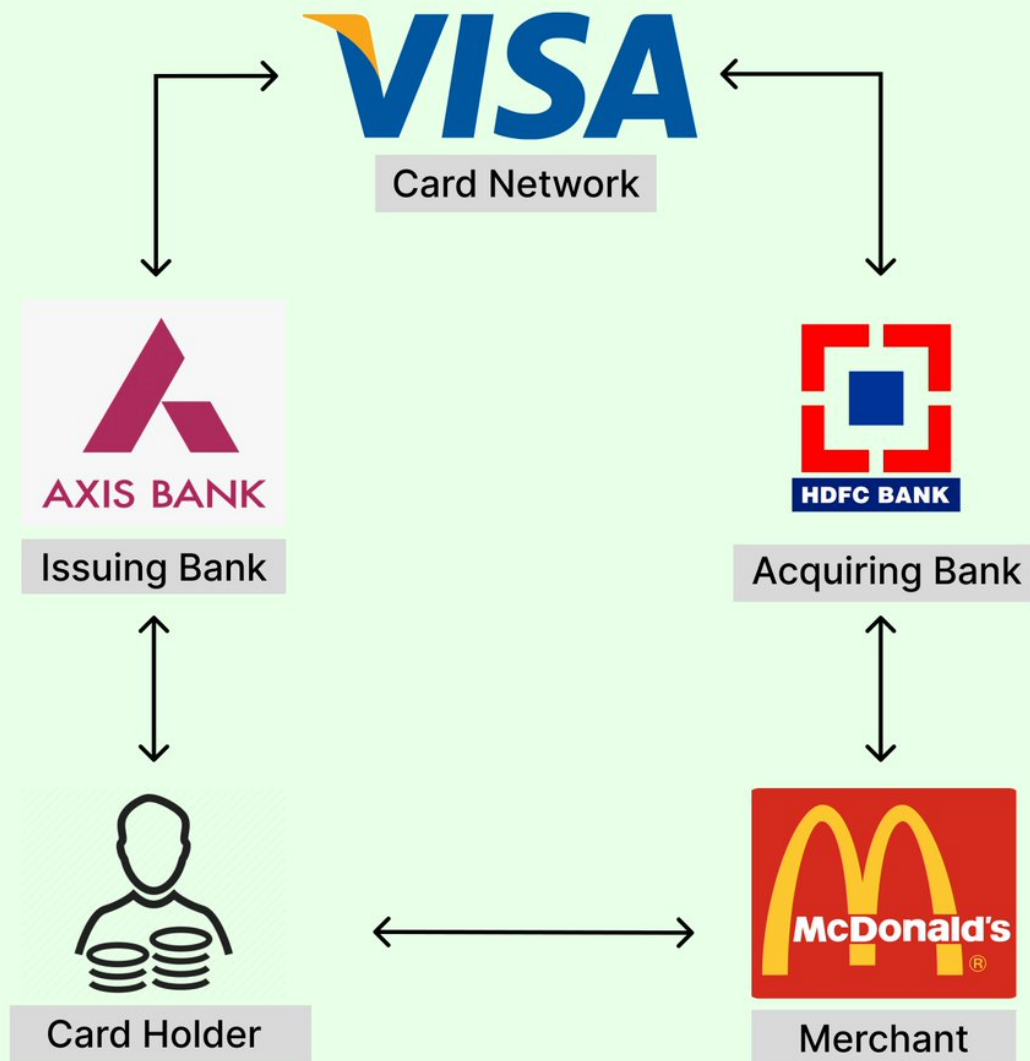 VISA
Card Network
AXIS BANK
HDFC BANK
Issuing Bank
Acquiring Bank
McDonald's
®
Card Holder
Merchant